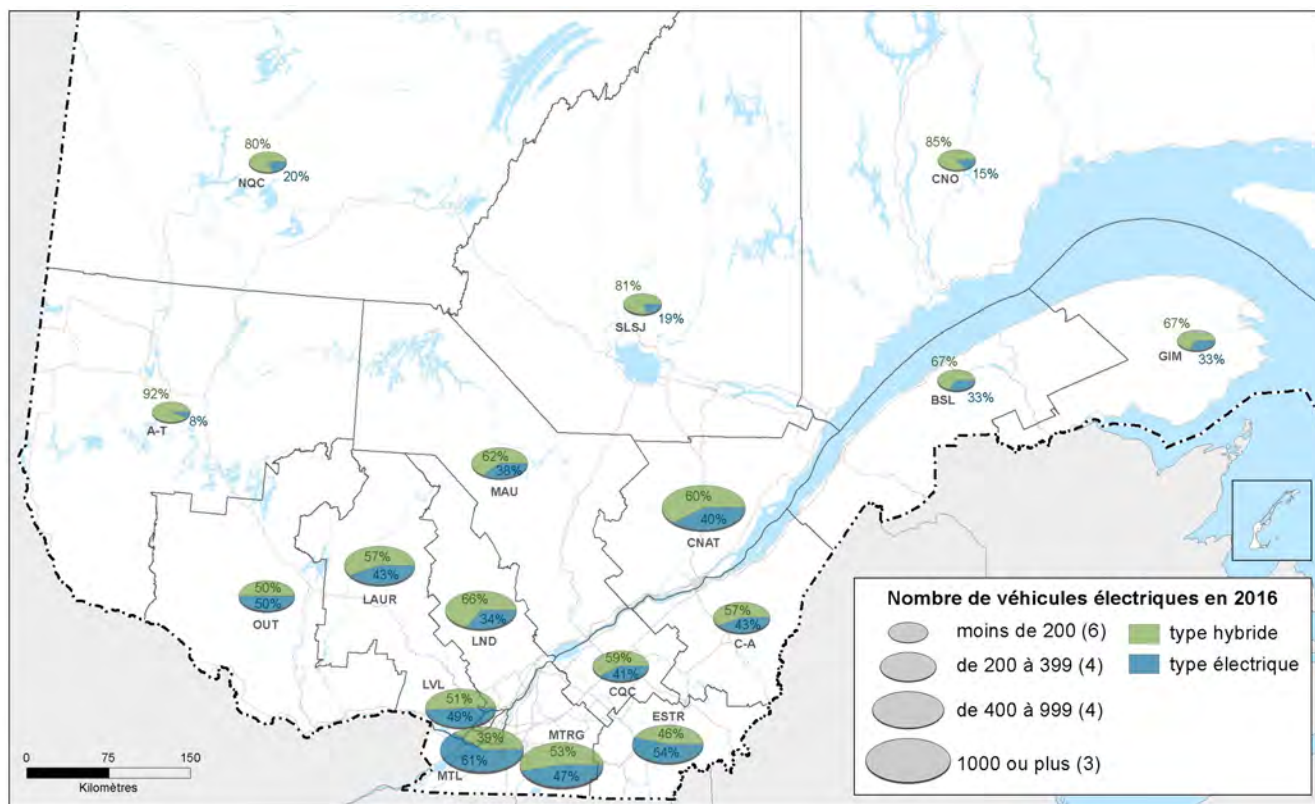 80%
20%
NQC
85%
15%
CNO
81%
19%
SLSJ
67%
33%
GIM
67%
33%
BSL
92%
8%
A-T
62%
38%
MAU
60%
40%
CNAT
57%
43%
LAUR
50%
50%
OUT
66%
34%
LND
57%
43%
C-A
59%
41%
CQC
LVL
51%
49%
ESTR
46%
54%
MTRG
53%
47%
39%
61%
MTL
0 75 150
Kilomètres
Nombre de véhicules électriques en 2016
moins de 200 (6)
de 200 à 399 (4)
de 400 à 999 (4)
1000 ou plus (3)
type hybride
type électrique